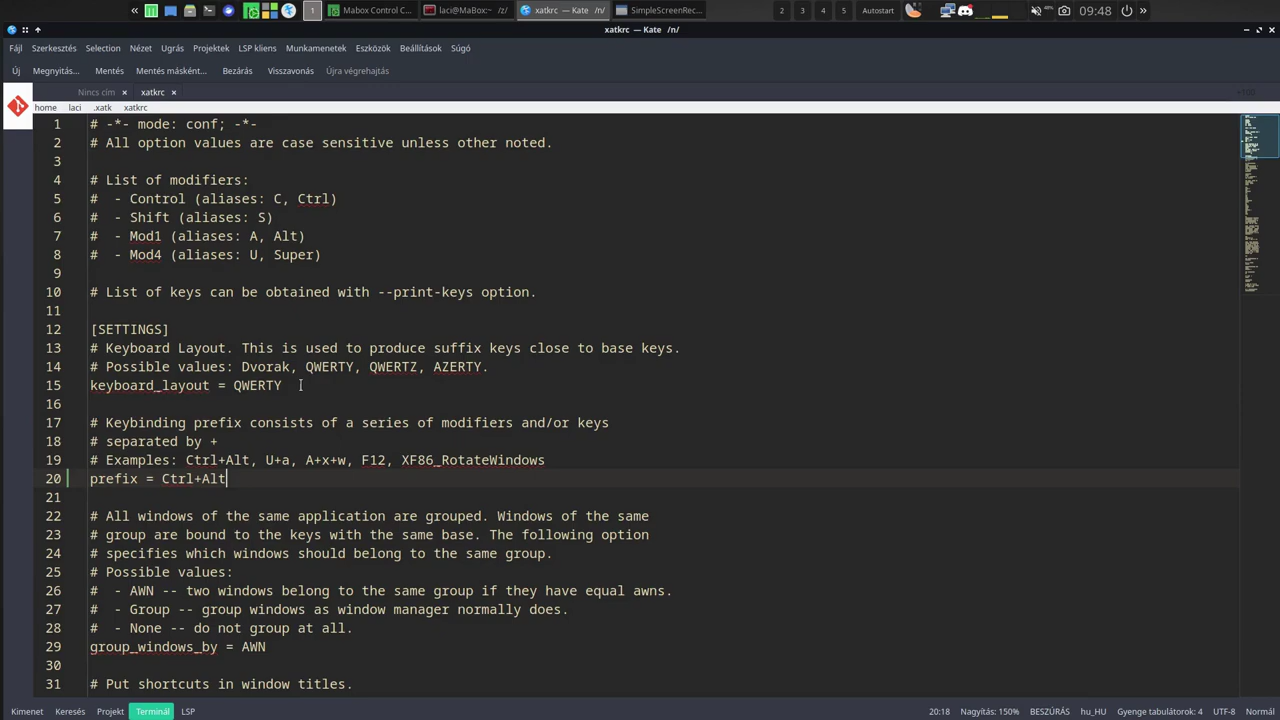 «
1
Mabox Control C...
laci@MaBox:~ /z/
xatkrc — Kate /n/
SimpleScreenRec...
2
3
4
5
Autostart
09:48
»
xatkrc — Kate /n/
Fájl Szerkesztés Selection Nézet Ugrás Projektek LSP kliens Munkamenetek Eszközök Beállítások Súgó
Új Megnyitás... Mentés Mentés másként... Bezárás Visszavonás Újra végrehajtás
Nincs cím
xatkrc
home laci .xatk xatkrc
1 # -*- mode: conf; -*-
2 # All option values are case sensitive unless other noted.
3
4 # List of modifiers:
5 #  - Control (aliases: C, Ctrl)
6 #  - Shift (aliases: S)
7 #  - Mod1 (aliases: A, Alt)
8 #  - Mod4 (aliases: U, Super)
9
10 # List of keys can be obtained with --print-keys option.
11
12 [SETTINGS]
13 # Keyboard Layout. This is used to produce suffix keys close to base keys.
14 # Possible values: Dvorak, QWERTY, QWERTZ, AZERTY.
15 keyboard_layout = QWERTY
16
17 # Keybinding prefix consists of a series of modifiers and/or keys
18 # separated by +
19 # Examples: Ctrl+Alt, U+a, A+x+w, F12, XF86_RotateWindows
20 prefix = Ctrl+Alt
21
22 # All windows of the same application are grouped. Windows of the same
23 # group are bound to the keys with the same base. The following option
24 # specifies which windows should belong to the same group.
25 # Possible values:
26 #  - AWN -- two windows belong to the same group if they have equal awns.
27 #  - Group -- group windows as window manager normally does.
28 #  - None -- do not group at all.
29 group_windows_by = AWN
30
31 # Put shortcuts in window titles.
Kimenet Keresés Projekt Terminál LSP
20:18 Nagyítás: 150% BESZÚRÁS hu_HU Gyenge tabulátorok: 4 UTF-8 Normál